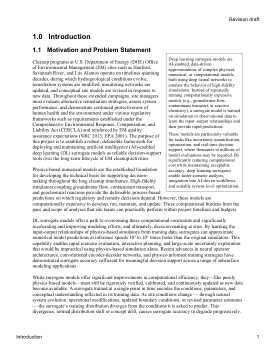 Revision draft
1.0 Introduction
1.1 Motivation and Problem Statement
Cleanup programs at U.S. Department of Energy (DOE) Office
of Environmental Management (EM) sites such as Hanford,
Savannah River, and Los Alamos operate on timelines spanning
decades, during which hydrogeological conditions evolve,
remediation systems are modified, monitoring networks are
updated, and conceptual site models are revised in response to
new data. Throughout these extended campaigns, site managers
must evaluate alternative remediation strategies, assess system
performance, and demonstrate continued protectiveness of
human health and the environment under various regulatory
frameworks such as requirements established under the
Comprehensive Environmental Response, Compensation, and
Liability Act (CERCLA) and reinforced by EM quality
assurance expectations (NRC 2013; EPA 2001). The purpose of
this project is to establish a robust, defensible framework for
deploying and maintaining artificial intelligence (AI)-enabled
deep learning (DL) surrogate models as reliable decision-support
tools over the long-term lifecycle of EM cleanup activities.
Physics-based numerical models are the established foundation
for developing the technical basis for supporting decision-
making throughout the long cleanup timelines. High-fidelity
simulators coupling groundwater flow, contaminant transport,
and geochemical reactions provide the defensible, process-based
predictions on which regulatory and remedy decisions depend. However, these models are
computationally expensive to develop, run, maintain, and update. These computational burdens limit the
pace and scope of analyses that site teams can practically perform within project timelines and budgets.
DL surrogate models offer a path to overcoming these computational constraints and significantly
accelerating and improving modeling efforts, and ultimately, decision-making at sites. By learning the
input-output relationships of physics-based simulators from training data, surrogates can approximate
numerical model predictions at inference speeds 10² to 10⁵ times faster than the original simulators. This
capability enables rapid scenario evaluation, interactive planning, and large-scale uncertainty exploration
that would be impractical using physics-based simulation alone. Recent advances in neural operator
architectures, convolutional encoder-decoder networks, and physics-informed training strategies have
demonstrated surrogate accuracy sufficient for meaningful decision support across a range of subsurface
modeling applications.
While surrogate models offer significant improvements in computational efficiency, they—like purely
physics-based models—must still be rigorously verified, calibrated, and continuously updated as new data
become available. A surrogate trained at a single point in time encodes the conditions, parameters, and
conceptual understanding reflected in its training data. As site conditions change — through natural
system evolution, operational modifications, updated boundary conditions, or revised parameter estimates
— the surrogate's training distribution diverges from the conditions it is asked to predict. This
divergence, termed distribution shift or concept drift, causes surrogate accuracy to degrade progressively.
Deep learning surrogate models
are AI-enabled, data-driven
approximations of complex physical,
numerical, or computational models,
built using deep neural networks to
emulate the behavior of high-fidelity
simulations. Instead of repeatedly
running computationally expensive
models (e.g., groundwater flow,
contaminant transport, or reactive
chemistry), a surrogate model is trained
on simulation or observational data to
learn the input–output relationships and
then provide rapid predictions.
These models are particularly valuable
for tasks like uncertainty quantification,
optimization, and real-time decision
support, where thousands to millions of
model evaluations may be required. By
significantly reducing computational
cost while maintaining acceptable
accuracy, deep learning surrogates
enable faster scenario analysis,
integration into AI-driven workflows,
and scalable system-level optimization.
Introduction
1